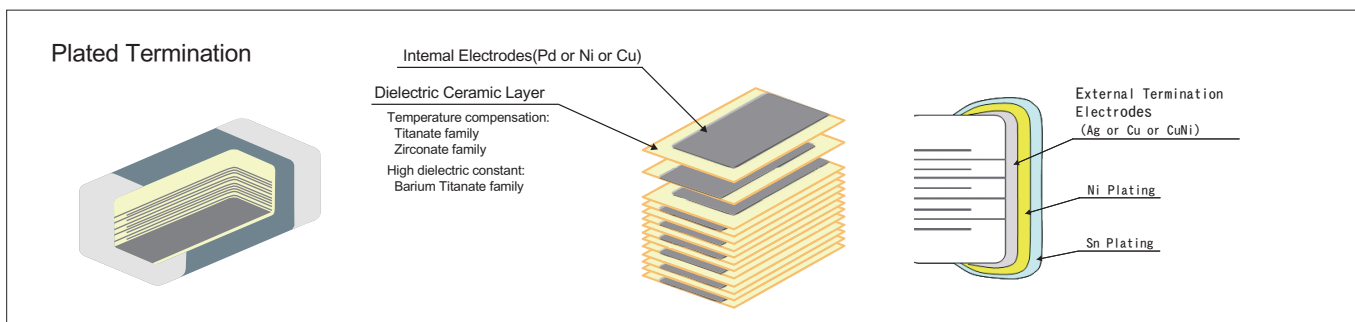 Plated Termination
Internal Electrodes(Pd or Ni or Cu)
Dielectric Ceramic Layer
Temperature compensation:
Titanate family
Zirconate family
High dielectric constant:
Barium Titanate family
External Termination
Electrodes
(Ag or Cu or CuNi)
Ni Plating
Sn Plating